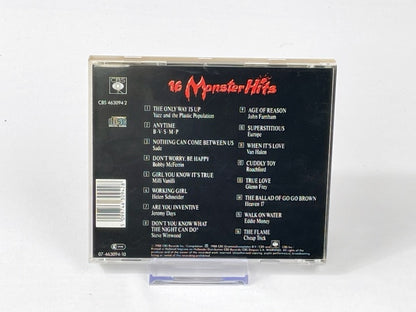 CBS
CBS 463094 2
16 Monster Hits
1 THE ONLY WAY IS UP
Yazz and the Plastic Population
2 ANYTIME
B·V·S·M·P
3 NOTHING CAN COME BETWEEN US
Sade
4 DON'T WORRY, BE HAPPY
Bobby McFerrin
5 GIRL YOU KNOW IT'S TRUE
Milli Vanilli
6 WORKING GIRL
Helen Schneider
7 ARE YOU INVENTIVE
Jeremy Days
8 DON'T YOU KNOW WHAT
THE NIGHT CAN DO?
Steve Winwood
9 AGE OF REASON
John Farnham
10 SUPERSTITIOUS
Europe
11 WHEN IT'S LOVE
Van Halen
12 CUDDLY TOY
Roachford
13 TRUE LOVE
Glenn Frey
14 THE BALLAD OF GO GO BROWN
Heaven 17
15 WALK ON WATER
Eddie Money
16 THE FLAME
Cheap Trick
07-463094-10